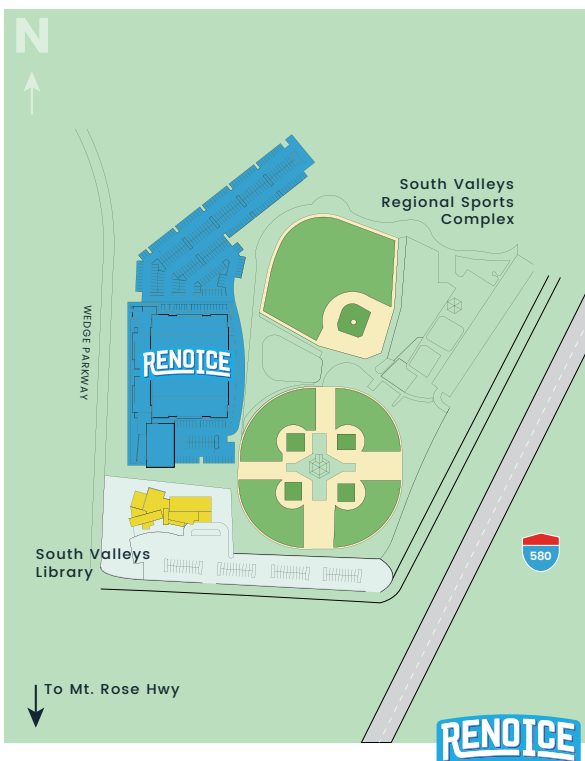 N
South Valleys
Regional Sports
Complex
WEDGE PARKWAY
RENO ICE
580
South Valleys
Library
To Mt. Rose Hwy
RENO ICE